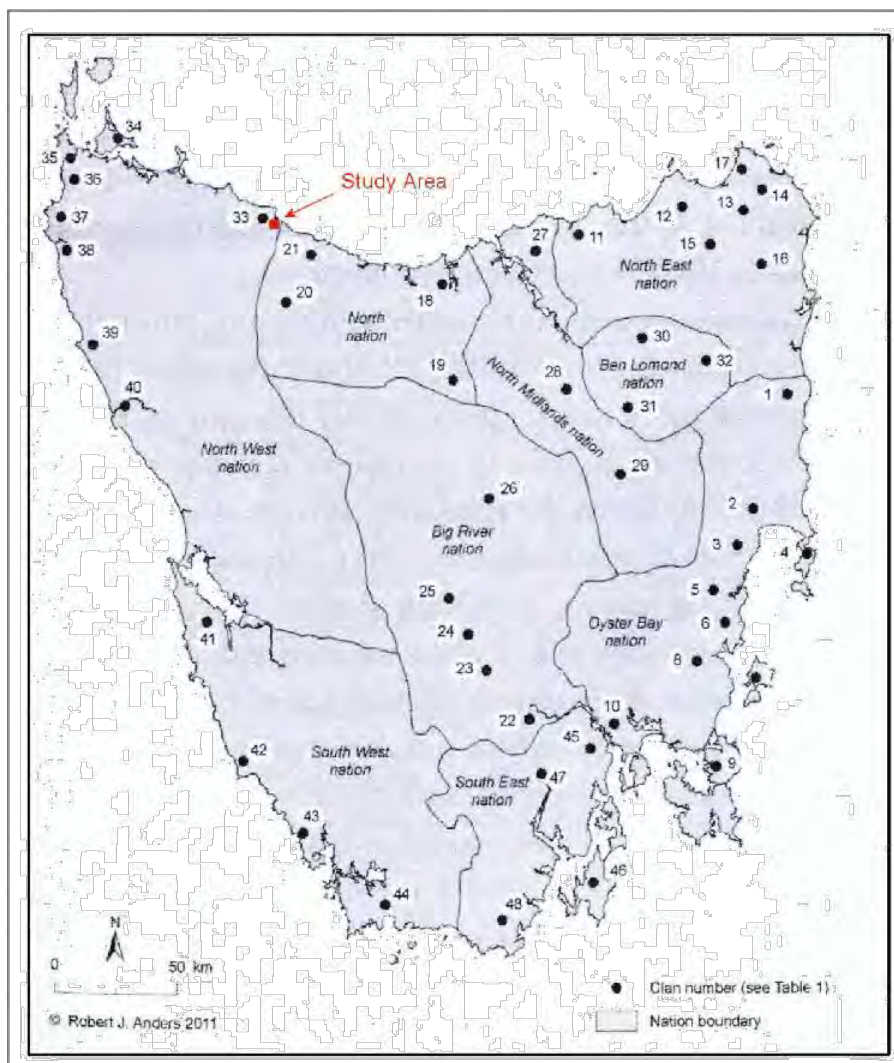 34
35
36
37
38
33
Study Area
21
20
North
nation
18
19
27
11
12
17
14
13
15
16
North East
nation
30
32
Ben Lomond
nation
31
28
North Midlands nation
29
39
40
North West
nation
1
2
3
4
5
6
8
Oyster Bay
nation
26
Big River
nation
25
24
23
22
41
42
South West
nation
43
44
10
45
9
47
South East
nation
46
48
N
0 50 km
© Robert J. Anders 2011
Clan number (see Table 1)
Nation boundary